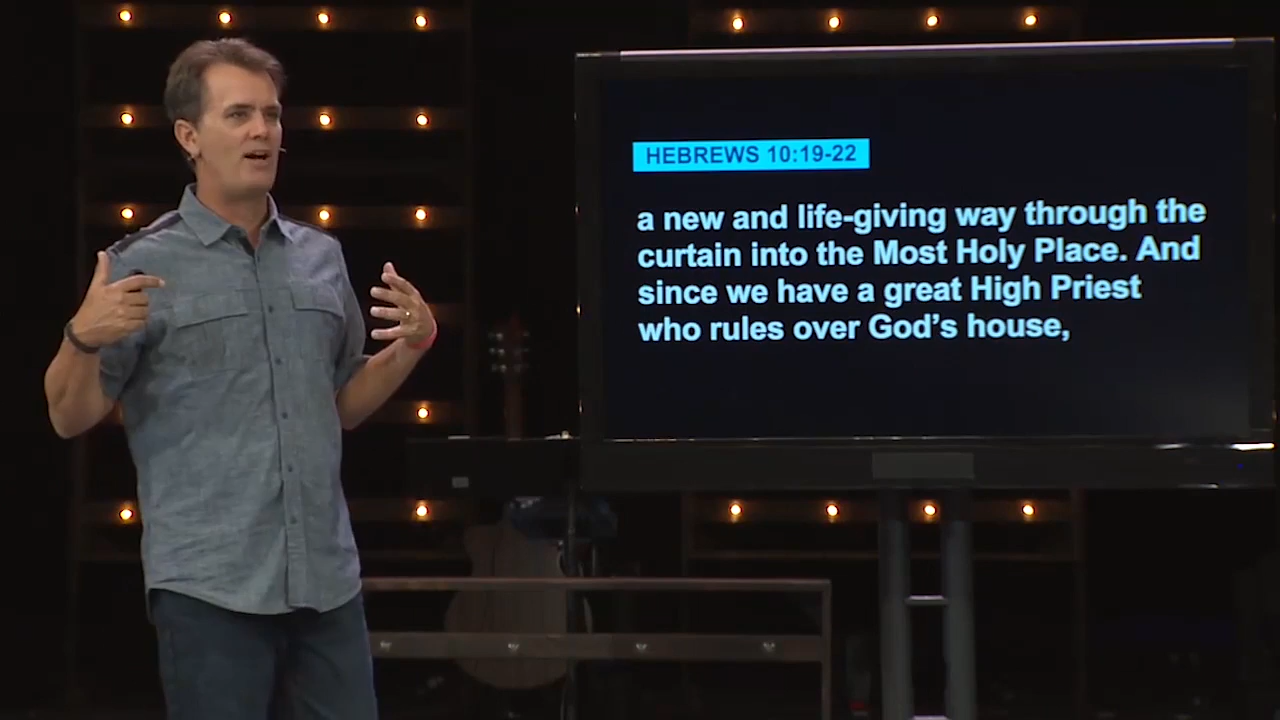 HEBREWS 10:19-22
a new and life-giving way through the
curtain into the Most Holy Place. And
since we have a great High Priest
who rules over God’s house,